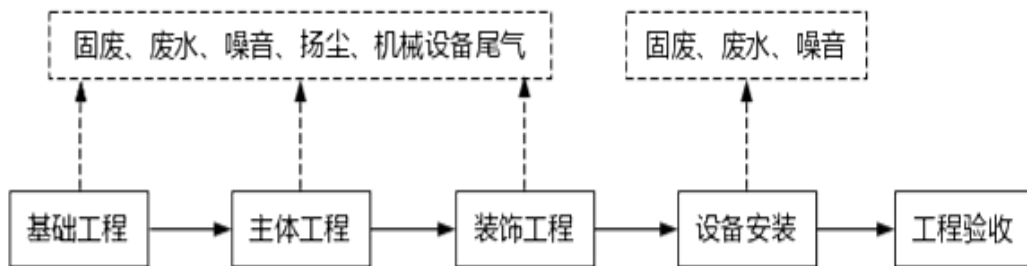 固废、废水、噪音、扬尘、机械设备尾气
固废、废水、噪音
基础工程
主体工程
装饰工程
设备安装
工程验收